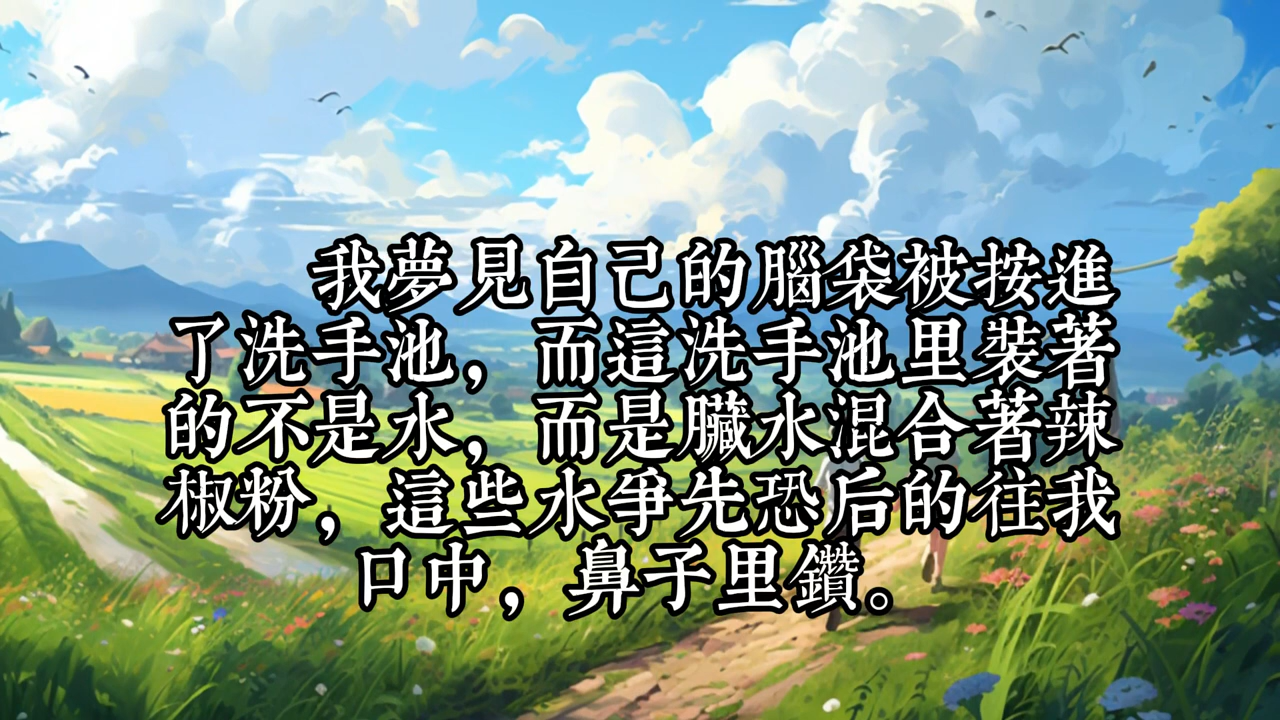 我夢見自己的腦袋被按進
了洗手池，而這洗手池里裝著
的不是水，而是臟水混合著辣
椒粉，這些水爭先恐后的往我
口中，鼻子里鑽。